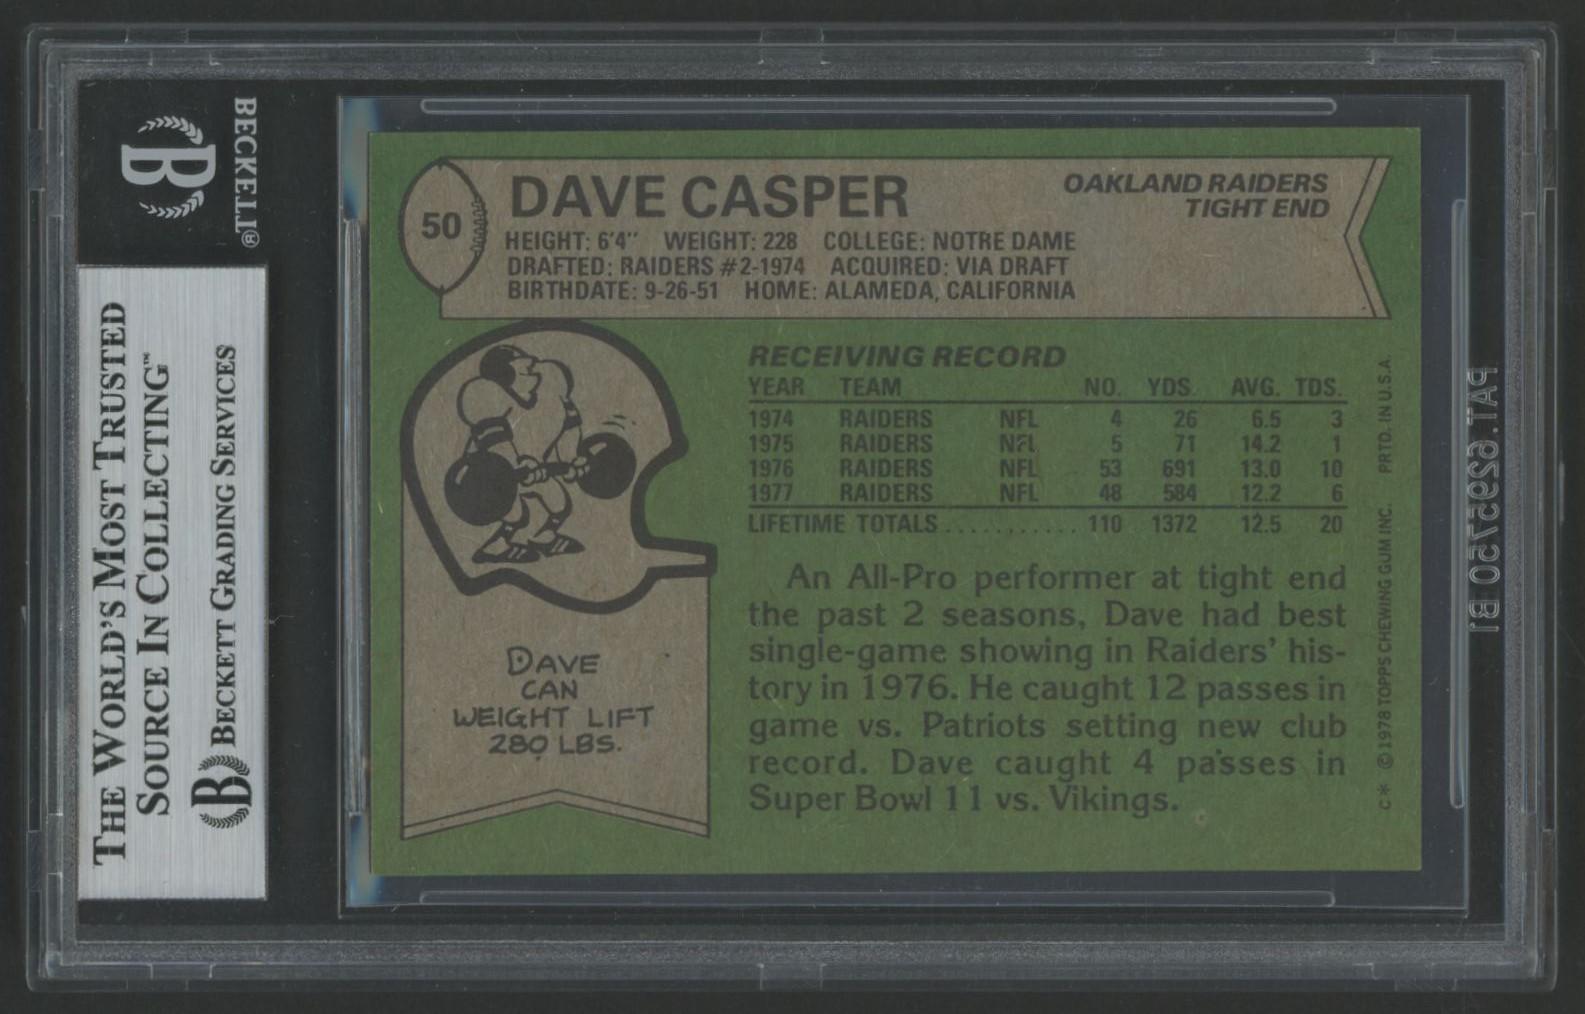 BECKETT®
B
THE WORLD'S MOST TRUSTED
SOURCE IN COLLECTING™
B BECKETT GRADING SERVICES
50
DAVE CASPER
OAKLAND RAIDERS
TIGHT END
HEIGHT: 6'4" WEIGHT: 228 COLLEGE: NOTRE DAME
DRAFTED: RAIDERS #2-1974 ACQUIRED: VIA DRAFT
BIRTHDATE: 9-26-51 HOME: ALAMEDA, CALIFORNIA
RECEIVING RECORD
YEAR TEAM NO. YDS. AVG. TDS.
1974 RAIDERS NFL 4 26 6.5 3
1975 RAIDERS NFL 5 71 14.2 1
1976 RAIDERS NFL 53 691 13.0 10
1977 RAIDERS NFL 48 584 12.2 6
LIFETIME TOTALS........... 110 1372 12.5 20
An All-Pro performer at tight end
the past 2 seasons, Dave had best
single-game showing in Raiders' his-
tory in 1976. He caught 12 passes in
game vs. Patriots setting new club
record. Dave caught 4 passes in
Super Bowl 11 vs. Vikings.
DAVE
CAN
WEIGHT LIFT
280 LBS.
C* ©1978 TOPPS CHEWING GUM INC. PRTD. IN U.S.A.
PAT. 6295750 B1